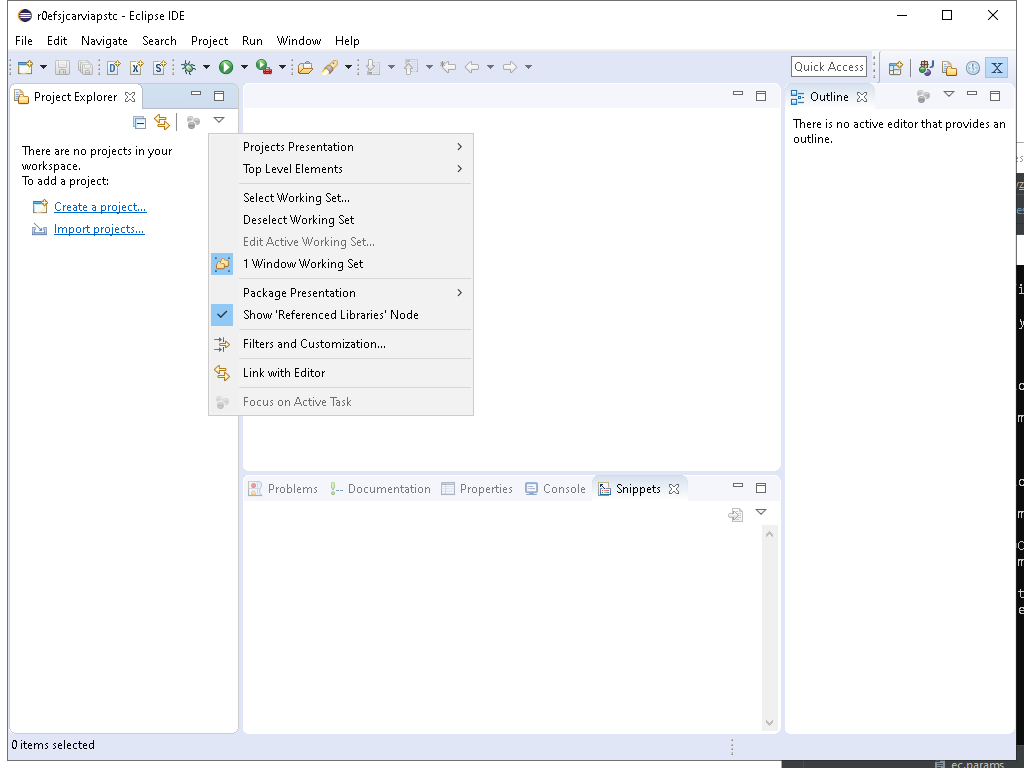 r0efsjcarviapstc - Eclipse IDE
File Edit Navigate Search Project Run Window Help
Quick Access
Project Explorer
Outline
There are no projects in your
workspace.
To add a project:
Create a project...
Import projects...
Projects Presentation
Top Level Elements
Select Working Set...
Deselect Working Set
Edit Active Working Set...
1 Window Working Set
Package Presentation
Show 'Referenced Libraries' Node
Filters and Customization...
Link with Editor
Focus on Active Task
There is no active editor that provides an
outline.
Problems Documentation Properties Console Snippets
0 items selected
ec.params